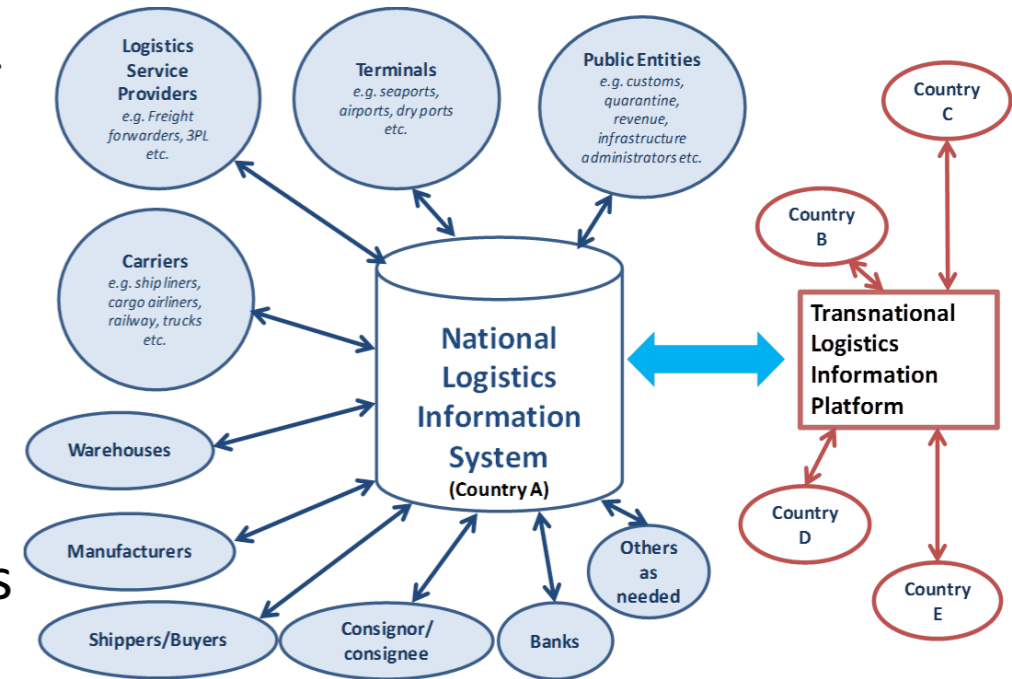 Logistics
Service
Providers
e.g. Freight
forwarders, 3PL
etc.
Terminals
e.g. seaports,
airports, dry ports
etc.
Public Entities
e.g. customs,
quarantine,
revenue,
infrastructure
administrators etc.
Country
C
Country
B
Carriers
e.g. ship liners,
cargo airliners,
railway, trucks
etc.
National
Logistics
Information
System
(Country A)
Transnational
Logistics
Information
Platform
Warehouses
Manufacturers
Shippers/Buyers
Consignor/
consignee
Banks
Others
as
needed
Country
D
Country
E
s